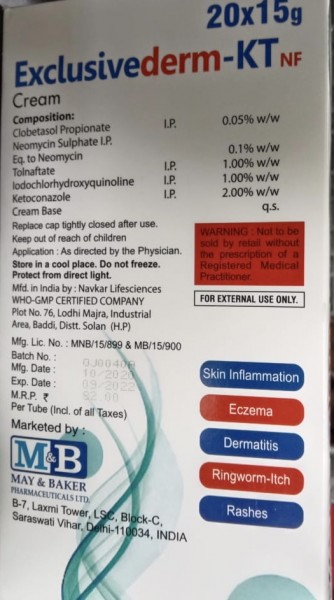 20x15g
Exclusivederm-KT NF
Cream
Composition:
Clobetasol Propionate I.P. 0.05% w/w
Neomycin Sulphate I.P.
Eq. to Neomycin 0.1% w/w
Tolnaftate I.P. 1.00% w/w
Iodochlorhydroxyquinoline I.P. 1.00% w/w
Ketoconazole I.P. 2.00% w/w
Cream Base q.s.
Replace cap tightly closed after use.
Keep out of reach of children
Application : As directed by the Physician.
Store in a cool place. Do not freeze.
Protect from direct light.
WARNING : Not to be
sold by retail without
the prescription of a
Registered Medical
Practitioner.
FOR EXTERNAL USE ONLY.
Mfd. in India by : Navkar Lifesciences
WHO-GMP CERTIFIED COMPANY
Plot No. 76, Lodhi Majra, Industrial
Area, Baddi, Distt. Solan (H.P)
Mfg. Lic. No. : MNB/15/899 & MB/15/900
Batch No. :
Mfg. Date : 10/2020
Exp. Date : 09/2022
M.R.P. ₹ 82.00
Per Tube (Incl. of all Taxes)
Marketed by :
M&B
MAY & BAKER
PHARMACEUTICALS LTD.
B-7, Laxmi Tower, LSC, Block-C,
Saraswati Vihar, Delhi-110034, INDIA
Skin Inflammation
Eczema
Dermatitis
Ringworm-Itch
Rashes